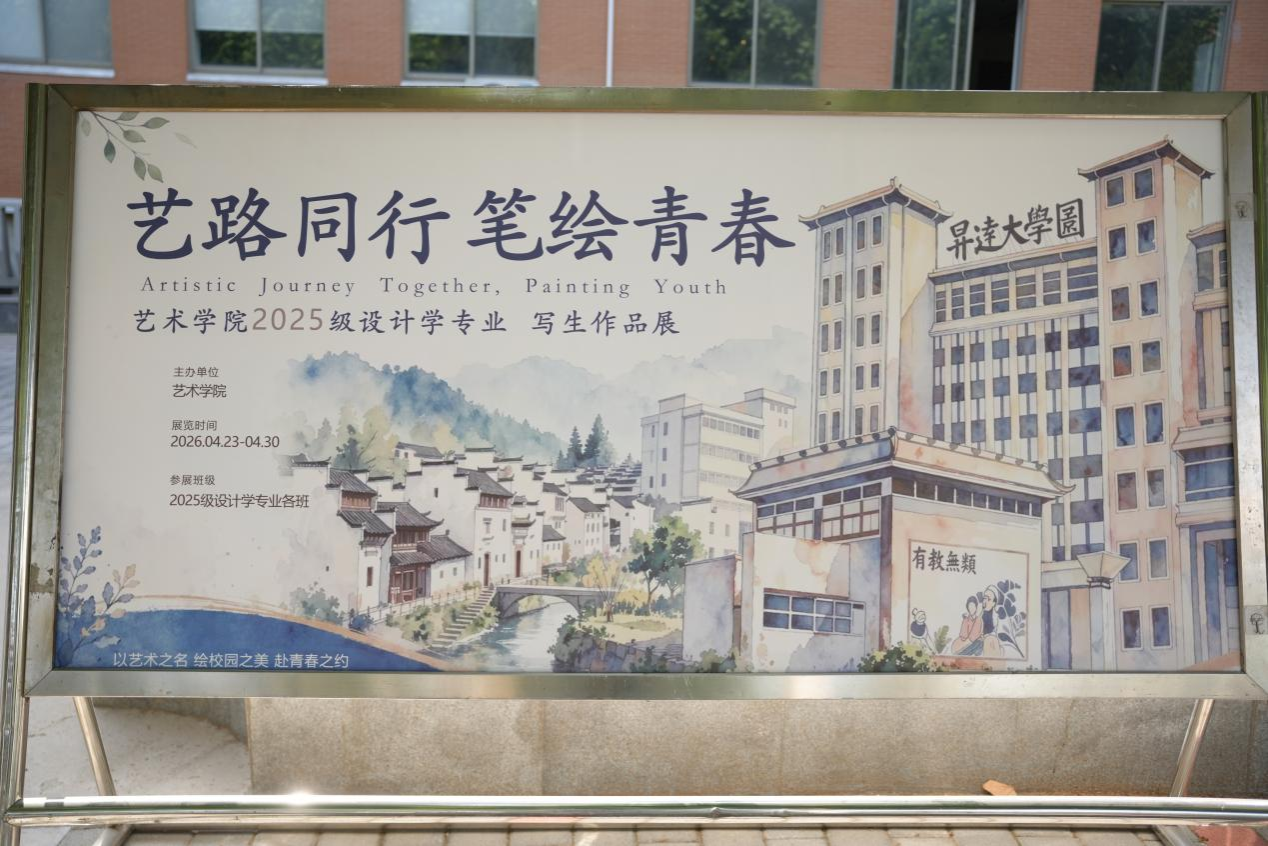 艺路同行 笔绘青春
Artistic Journey Together, Painting Youth
艺术学院2025级设计学专业 写生作品展
主办单位
艺术学院
展览时间
2026.04.23-04.30
参展班级
2025级设计学专业各班
以艺术之名 绘校园之美 赴青春之约
昇達大學園
有教無類